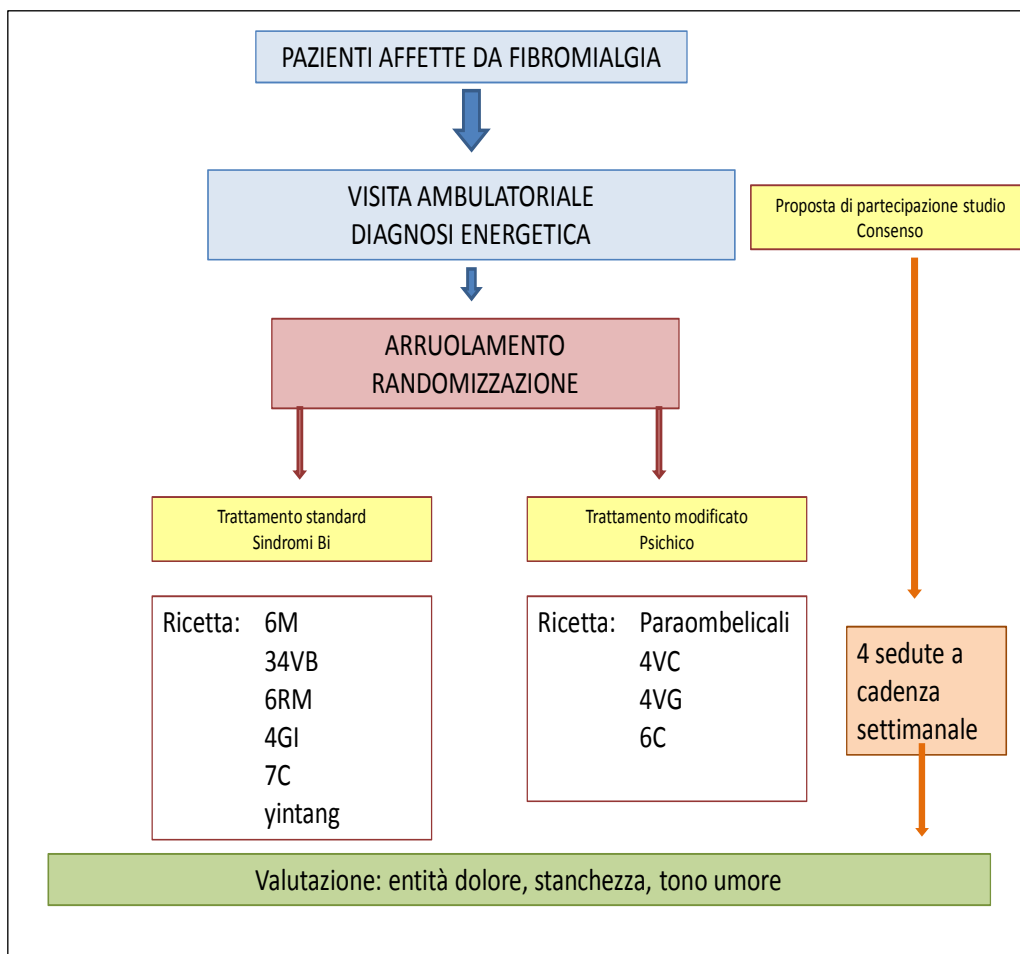 PAZIENTI AFFETTE DA FIBROMIALGIA
VISITA AMBULATORIALE
DIAGNOSI ENERGETICA
Proposta di partecipazione studio
Consenso
ARRUOLAMENTO
RANDOMIZZAZIONE
Trattamento standard
Sindromi Bi
Trattamento modificato
Psichico
Ricetta: 6M
34VB
6RM
4GI
7C
yintang
Ricetta: Paraombelicali
4VC
4VG
6C
4 sedute a
cadenza
settimanale
Valutazione: entità dolore, stanchezza, tono umore